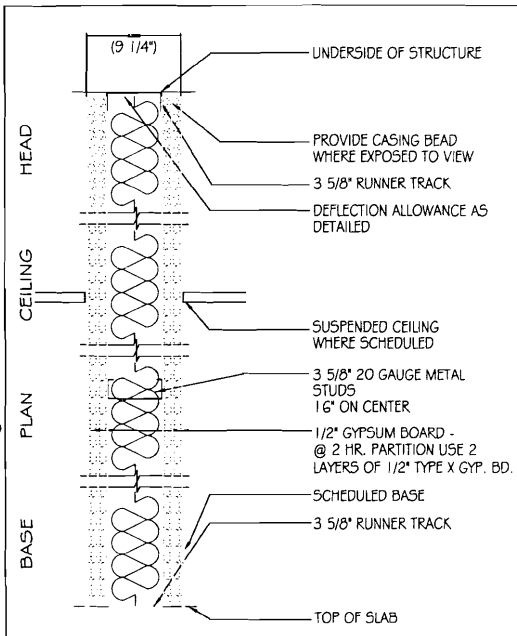 (9 1/4")
UNDERSIDE OF STRUCTURE
HEAD
PROVIDE CASING BEAD
WHERE EXPOSED TO VIEW
3 5/8" RUNNER TRACK
DEFLECTION ALLOWANCE AS
DETAILED
CEILING
SUSPENDED CEILING
WHERE SCHEDULED
PLAN
3 5/8" 20 GAUGE METAL
STUDS
16" ON CENTER
1/2" GYPSUM BOARD -
@ 2 HR. PARTITION USE 2
LAYERS OF 1/2" TYPE X GYP. BD.
BASE
SCHEDULED BASE
3 5/8" RUNNER TRACK
TOP OF SLAB